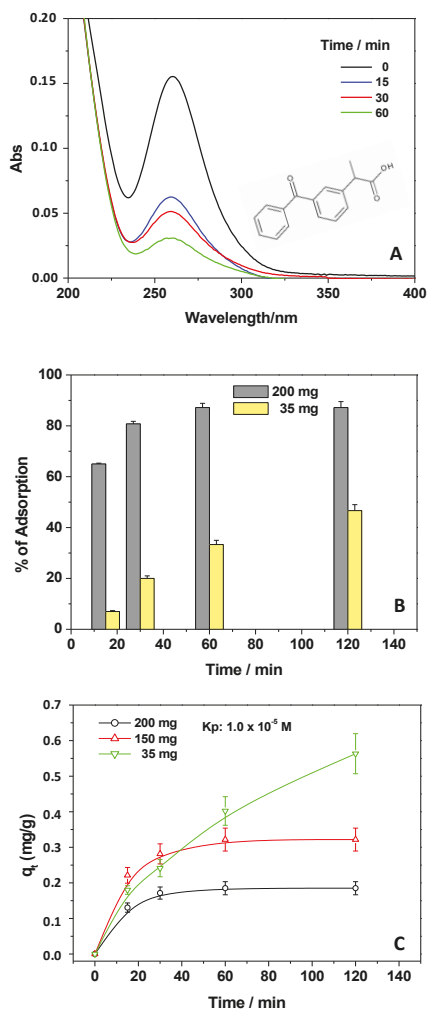 0.20
0.15
0.10
0.05
0.00
Abs
Time / min
0
15
30
60
O
OH
O
A
200 250 300 350 400
Wavelength/nm
100
80
60
40
20
0
% of Adsorption
200 mg
35 mg
B
0 20 40 60 80 100 120 140
Time / min
0.7
0.6
0.5
0.4
0.3
0.2
0.1
0.0
qt (mg/g)
200 mg
150 mg
35 mg
Kp: 1.0 x 10⁻⁵ M
C
0 20 40 60 80 100 120 140
Time / min